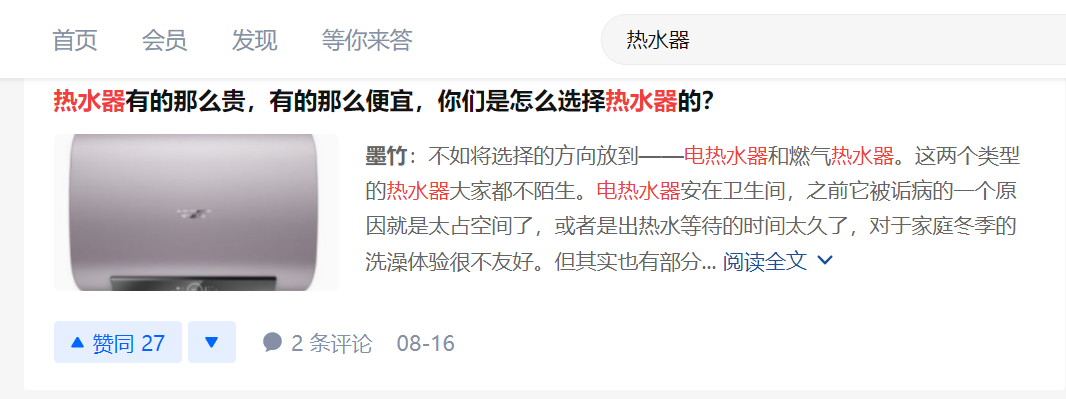 首页 会员 发现 等你来答 热水器
热水器有的那么贵，有的那么便宜，你们是怎么选择热水器的？
墨竹：不如将选择的方向放到——电热水器和燃气热水器。这两个类型
的热水器大家都不陌生。电热水器安在卫生间，之前它被诟病的一个原
因就是太占空间了，或者是出热水等待的时间太久了，对于家庭冬季的
洗澡体验很不友好。但其实也有部分... 阅读全文
赞同 27 2 条评论 08-16